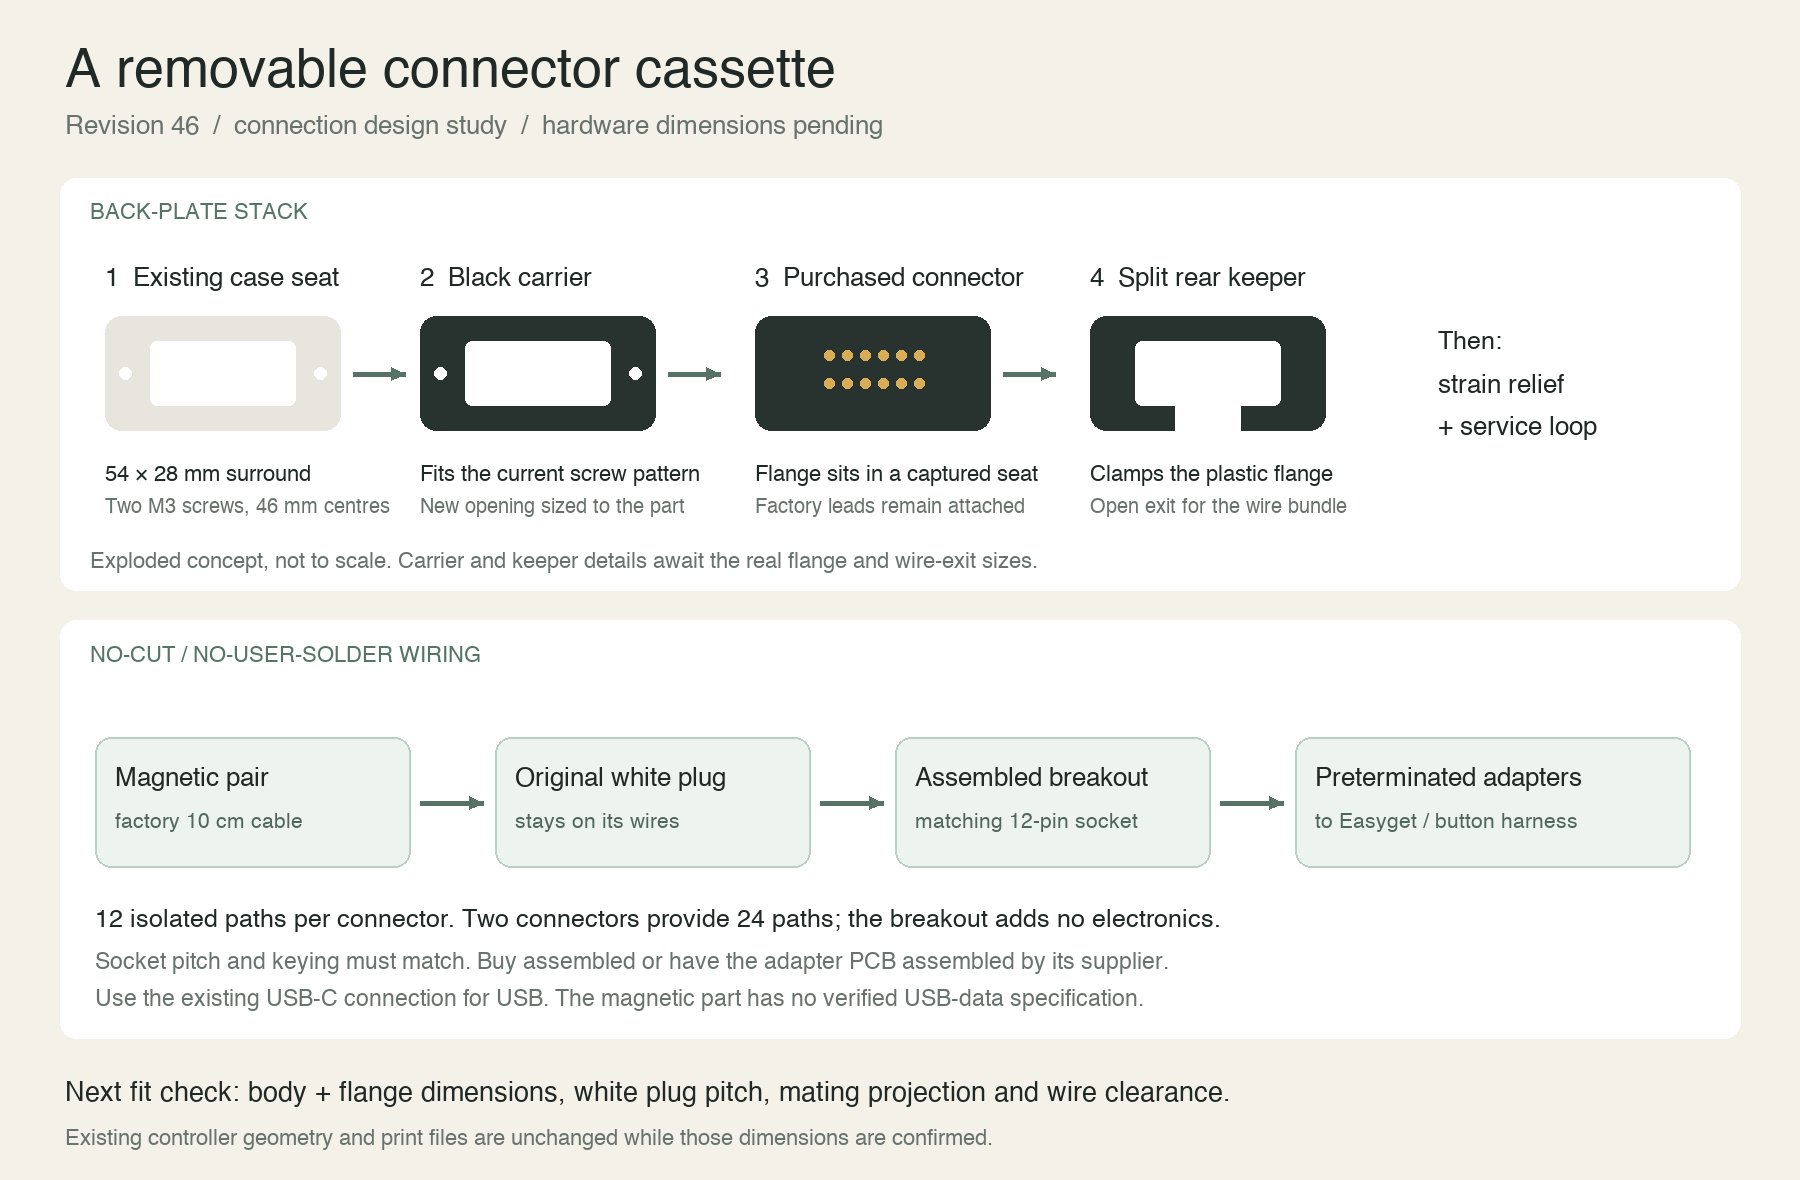 A removable connector cassette
Revision 46 / connection design study / hardware dimensions pending
BACK-PLATE STACK
1 Existing case seat
2 Black carrier
3 Purchased connector
4 Split rear keeper
Then:
strain relief
+ service loop
54 × 28 mm surround
Two M3 screws, 46 mm centres
Fits the current screw pattern
New opening sized to the part
Flange sits in a captured seat
Factory leads remain attached
Clamps the plastic flange
Open exit for the wire bundle
Exploded concept, not to scale. Carrier and keeper details await the real flange and wire-exit sizes.
NO-CUT / NO-USER-SOLDER WIRING
Magnetic pair
factory 10 cm cable
Original white plug
stays on its wires
Assembled breakout
matching 12-pin socket
Preterminated adapters
to Easyget / button harness
12 isolated paths per connector. Two connectors provide 24 paths; the breakout adds no electronics.
Socket pitch and keying must match. Buy assembled or have the adapter PCB assembled by its supplier.
Use the existing USB-C connection for USB. The magnetic part has no verified USB-data specification.
Next fit check: body + flange dimensions, white plug pitch, mating projection and wire clearance.
Existing controller geometry and print files are unchanged while those dimensions are confirmed.